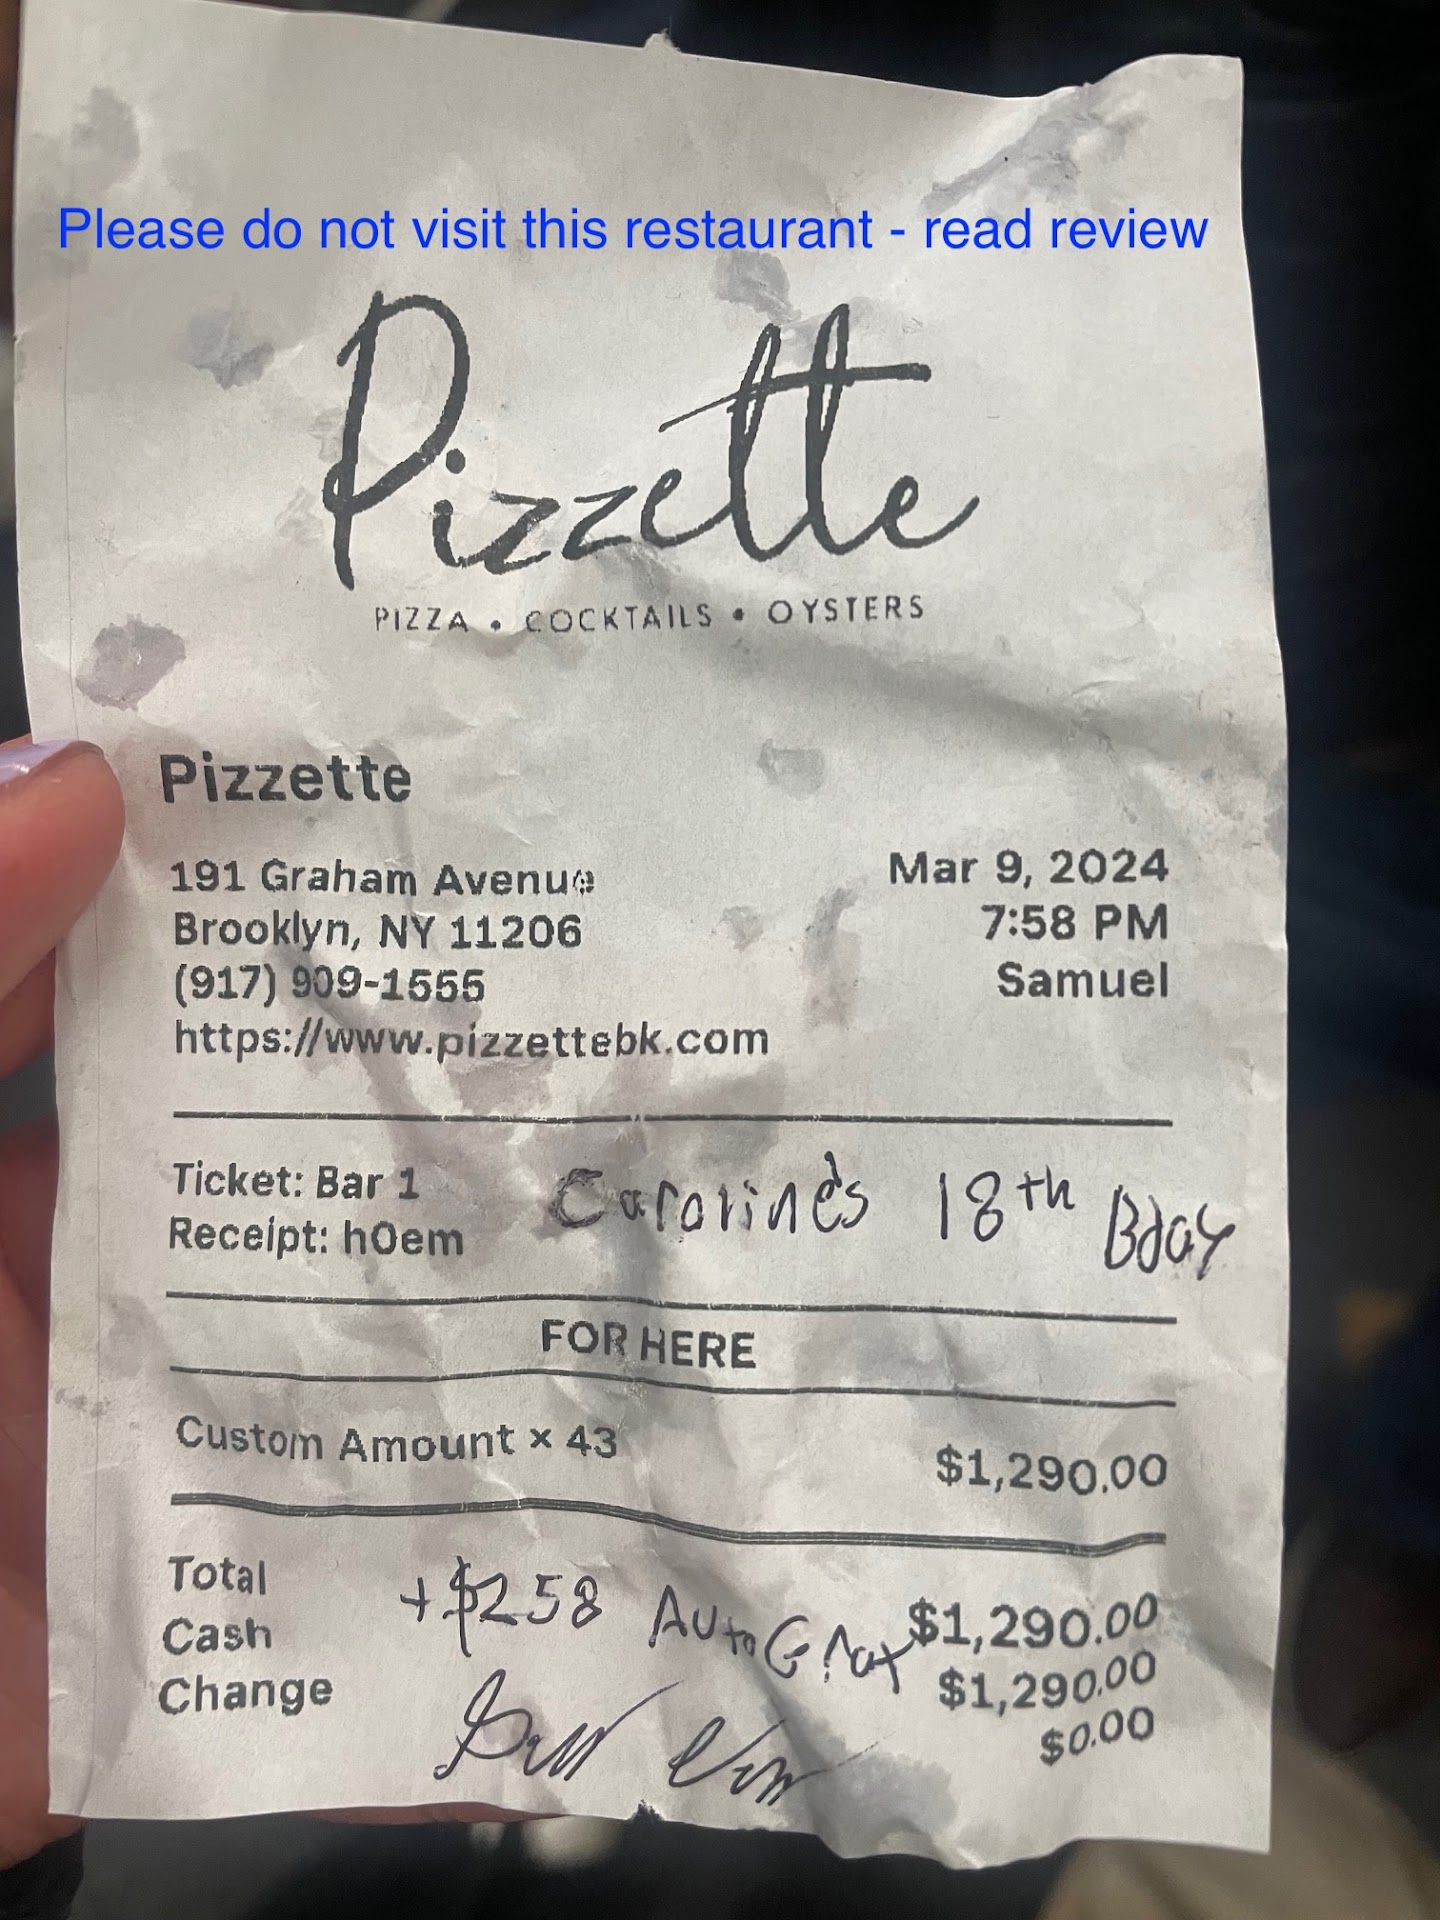 Please do not visit this restaurant - read review
Pizzette
PIZZA • COCKTAILS • OYSTERS
Pizzette
191 Graham Avenue
Brooklyn, NY 11206
(917) 909-1555
https://www.pizzettebk.com
Mar 9, 2024
7:58 PM
Samuel
Ticket: Bar 1
Receipt: h0em
Caroline's 18th Bday
FOR HERE
Custom Amount × 43 $1,290.00
Total $1,290.00
Cash $1,290.00
Change $0.00
+$258 Auto Grat